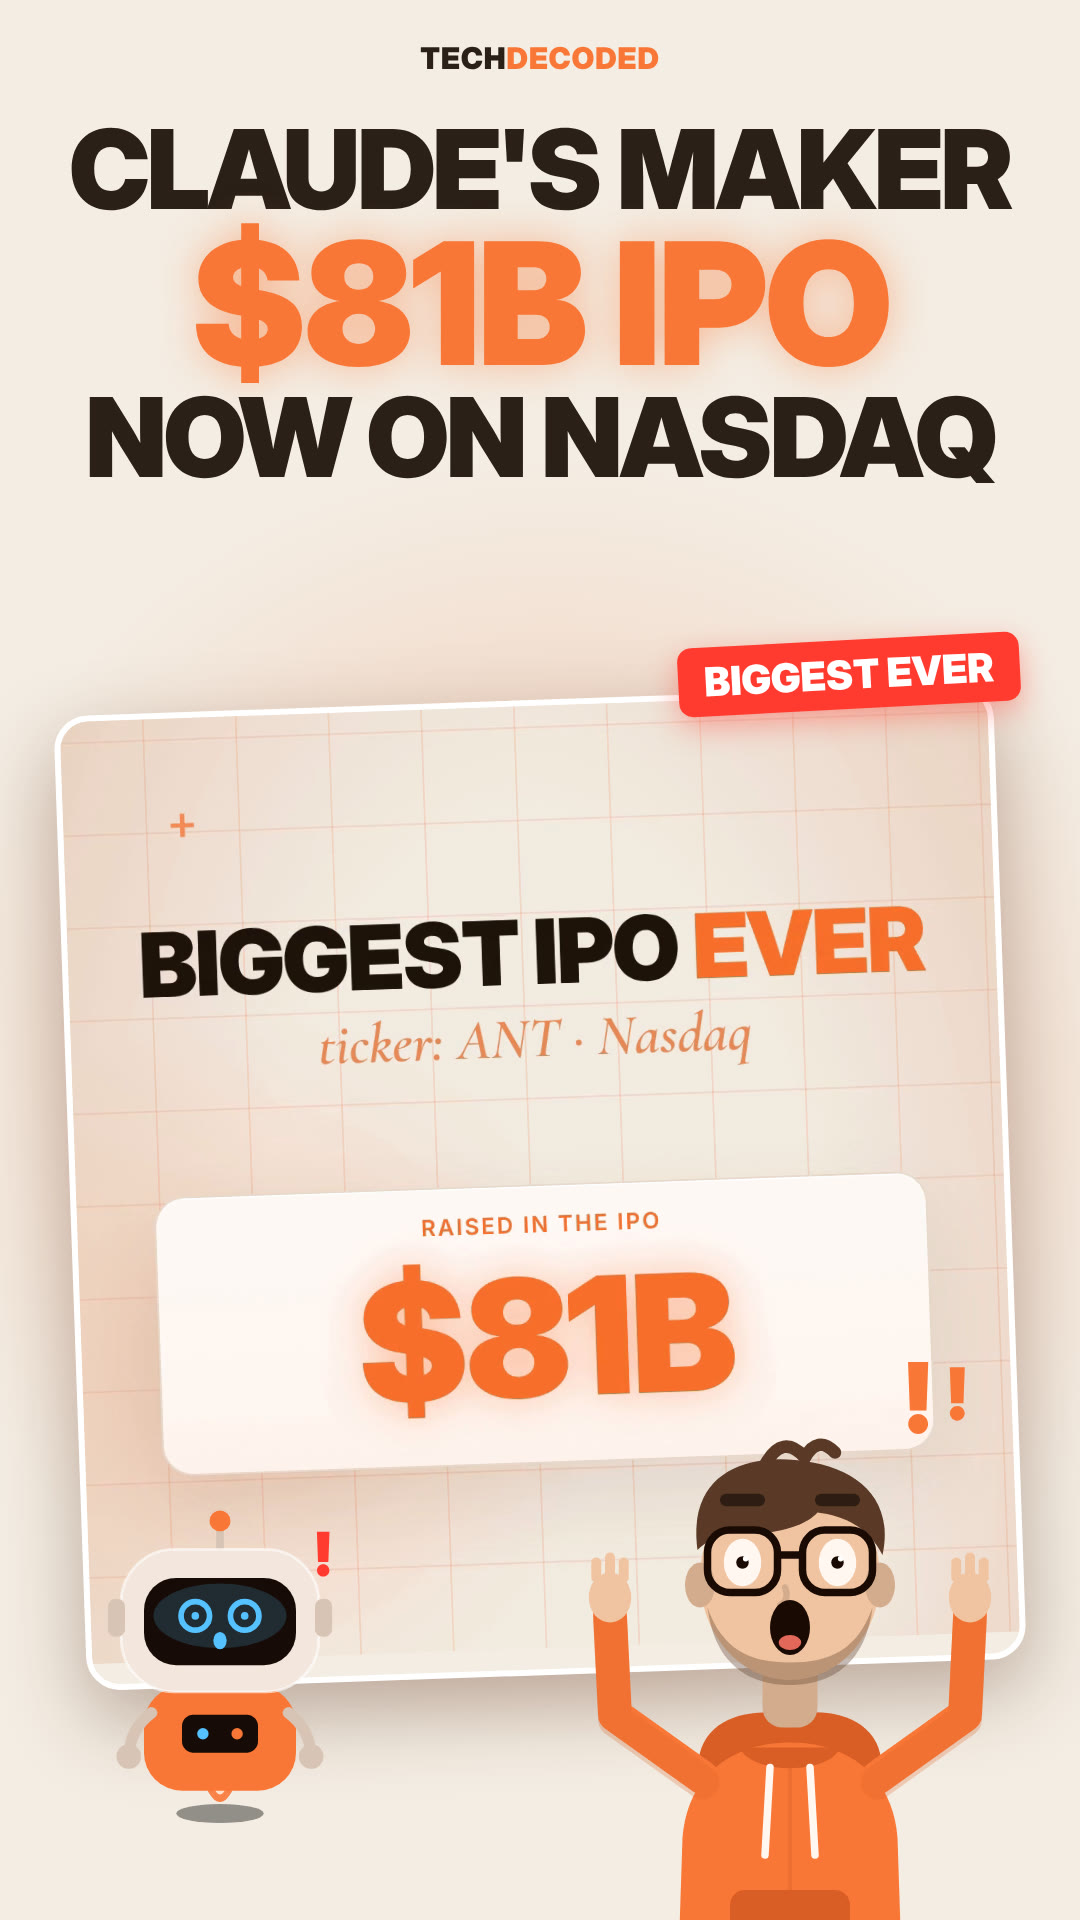 TECHDECODED
CLAUDE'S MAKER
$81B IPO
NOW ON NASDAQ
BIGGEST EVER
+
BIGGEST IPO EVER
ticker: ANT · Nasdaq
RAISED IN THE IPO
$81B
!!
!